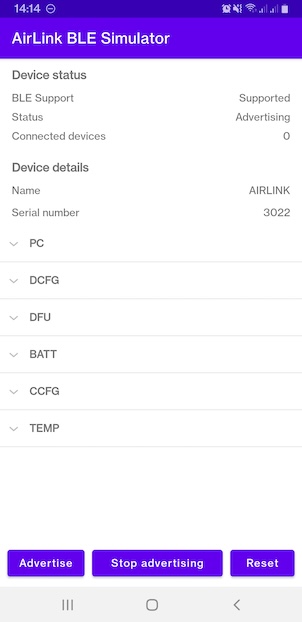 14:14
AirLink BLE Simulator
Device status
BLE Support Supported
Status Advertising
Connected devices 0
Device details
Name AIRLINK
Serial number 3022
PC
DCFG
DFU
BATT
CCFG
TEMP
Advertise Stop advertising Reset